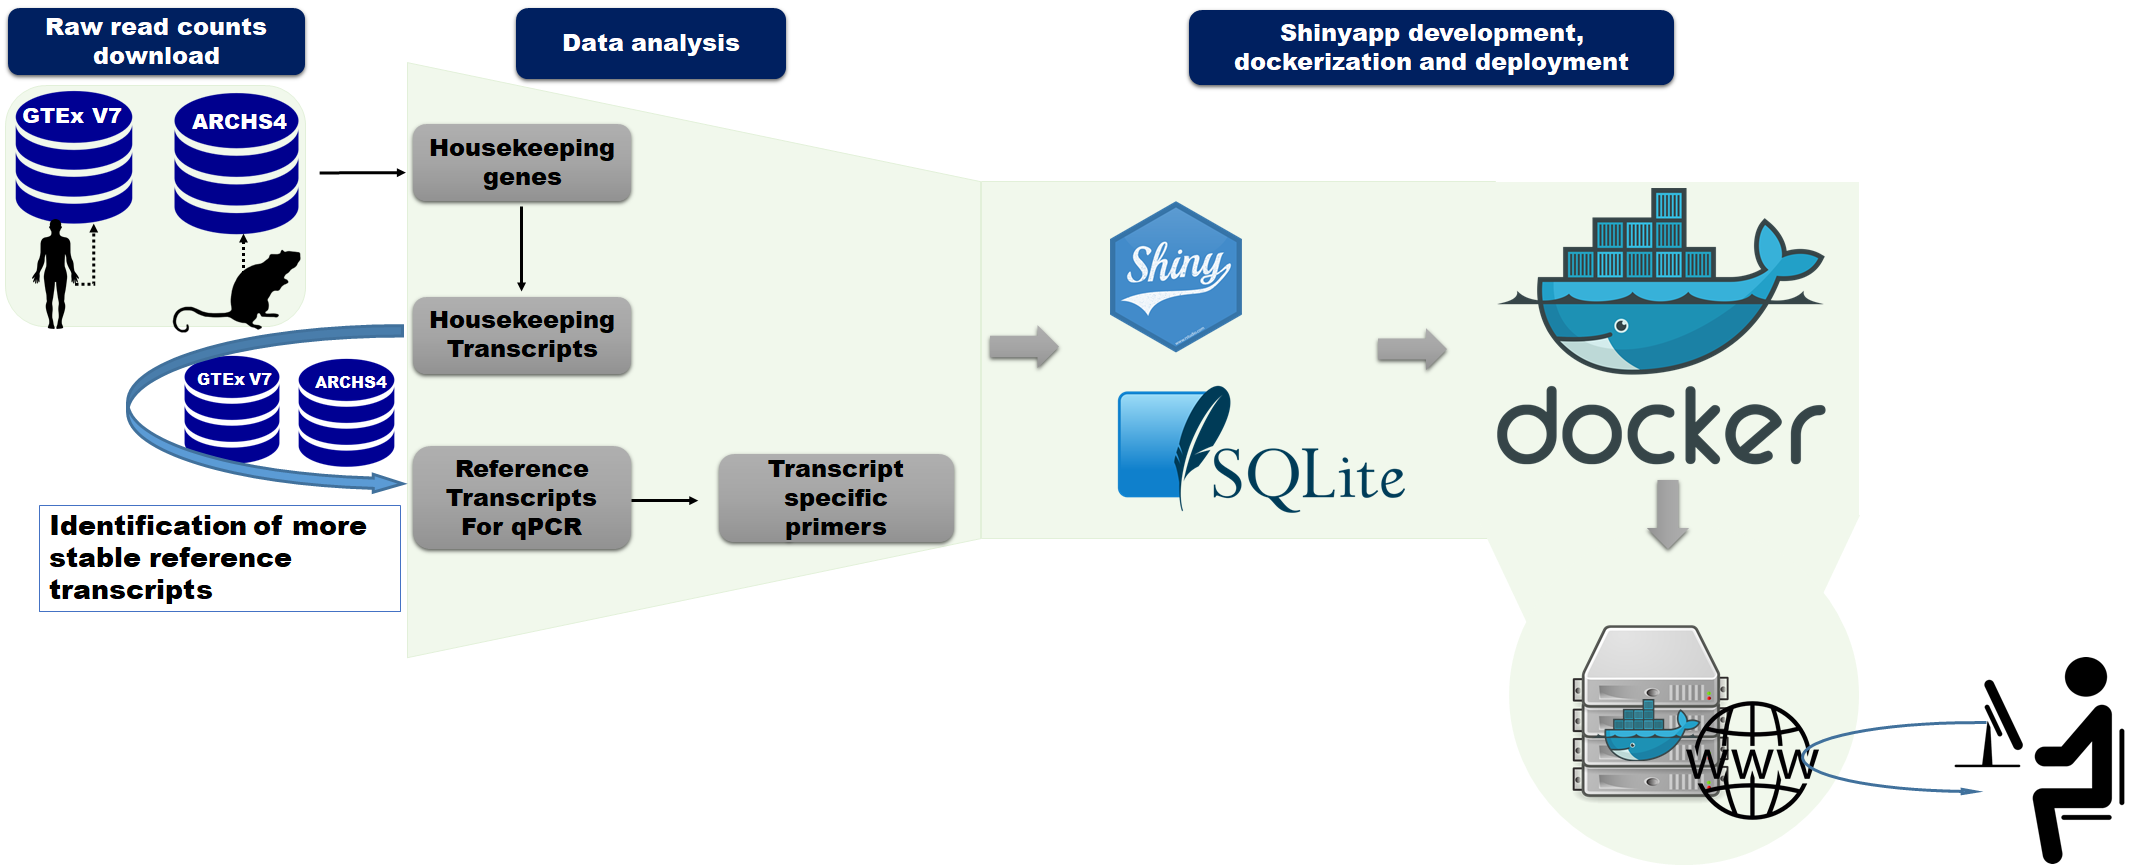 Raw read counts
download
Data analysis
Shinyapp development,
dockerization and deployment
GTEx V7
ARCHS4
Housekeeping
genes
Housekeeping
Transcripts
GTEx V7
ARCHS4
Reference
Transcripts
For qPCR
Transcript
specific
primers
Identification of more
stable reference
transcripts
Shiny
SQLite
docker
WWW